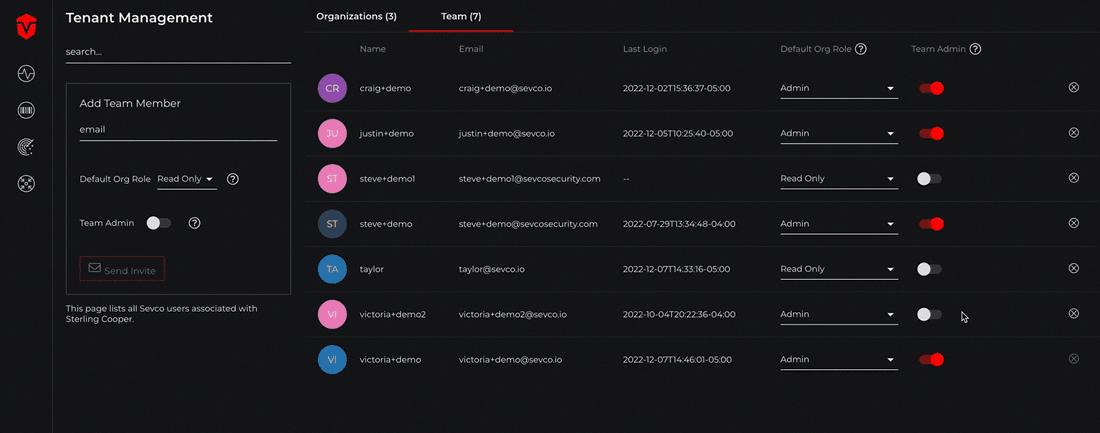 Tenant Management
search...
Add Team Member
email
Default Org Role Read Only ?
Team Admin ?
Send Invite
This page lists all Sevco users associated with
Sterling Cooper.
Organizations (3) Team (7)
Name Email Last Login Default Org Role ? Team Admin ?
CR craig+demo craig+demo@sevco.io 2022-12-02T15:36:37-05:00 Admin
JU justin+demo justin+demo@sevco.io 2022-12-05T10:25:40-05:00 Admin
ST steve+demo1 steve+demo1@sevcosecurity.com -- Read Only
ST steve+demo steve+demo@sevcosecurity.com 2022-07-29T13:34:48-04:00 Admin
TA taylor taylor@sevco.io 2022-12-07T14:33:16-05:00 Read Only
VI victoria+demo2 victoria+demo2@sevco.io 2022-10-04T20:22:36-04:00 Admin
VI victoria+demo victoria+demo@sevco.io 2022-12-07T14:46:01-05:00 Admin